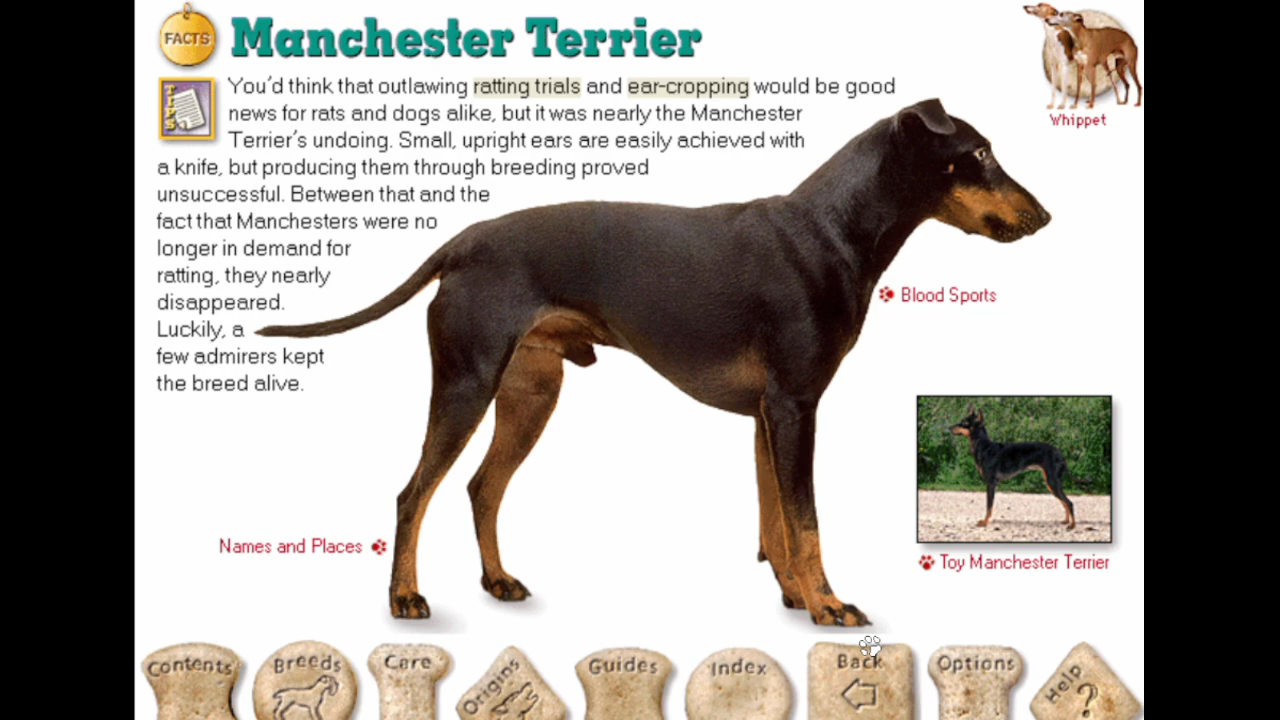 FACTS
Manchester Terrier
TIPS
You'd think that outlawing ratting trials and ear-cropping would be good
news for rats and dogs alike, but it was nearly the Manchester
Terrier's undoing. Small, upright ears are easily achieved with
a knife, but producing them through breeding proved
unsuccessful. Between that and the
fact that Manchesters were no
longer in demand for
ratting, they nearly
disappeared.
Luckily, a
few admirers kept
the breed alive.
Whippet
Blood Sports
Names and Places
Toy Manchester Terrier
Contents
Breeds
Care
Origins
Guides
Index
Back
Options
Help
?